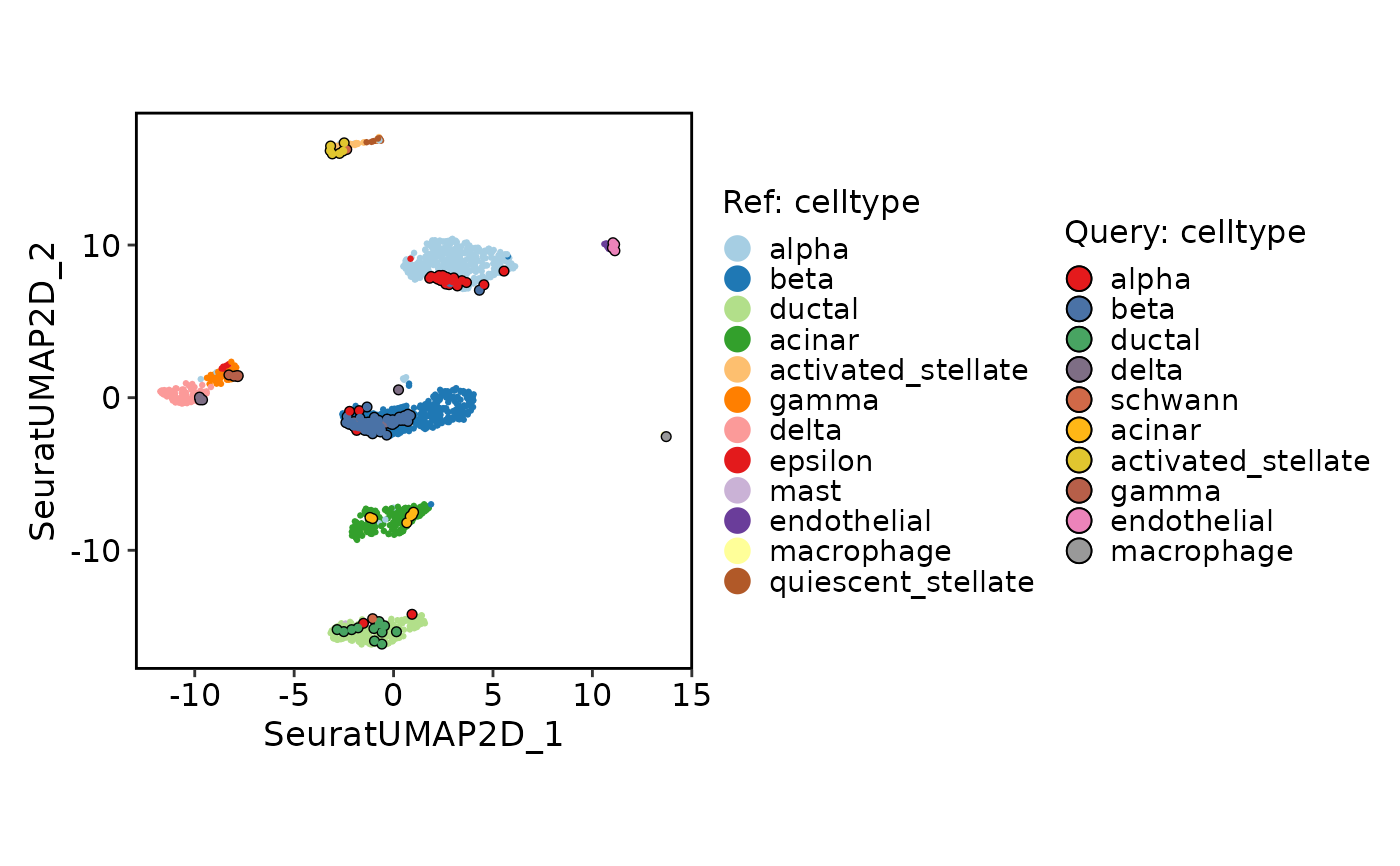 SeuratUMAP2D_2
10
0
-10
-10
-5
0
5
10
15
SeuratUMAP2D_1
Ref: celltype
alpha
beta
ductal
acinar
activated_stellate
gamma
delta
epsilon
mast
endothelial
macrophage
quiescent_stellate
Query: celltype
alpha
beta
ductal
delta
schwann
acinar
activated_stellate
gamma
endothelial
macrophage